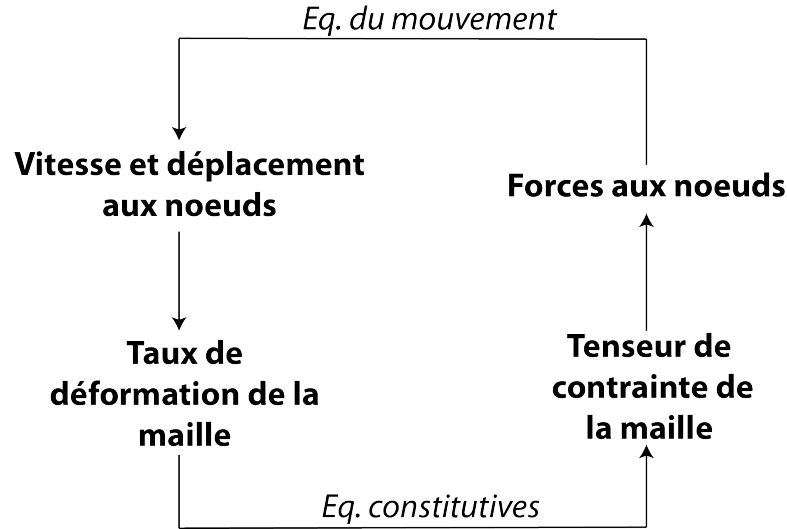 Eq. du mouvement
Vitesse et déplacement
aux noeuds
Forces aux noeuds
Taux de
déformation de la
maille
Tenseur de
contrainte de
la maille
Eq. constitutives